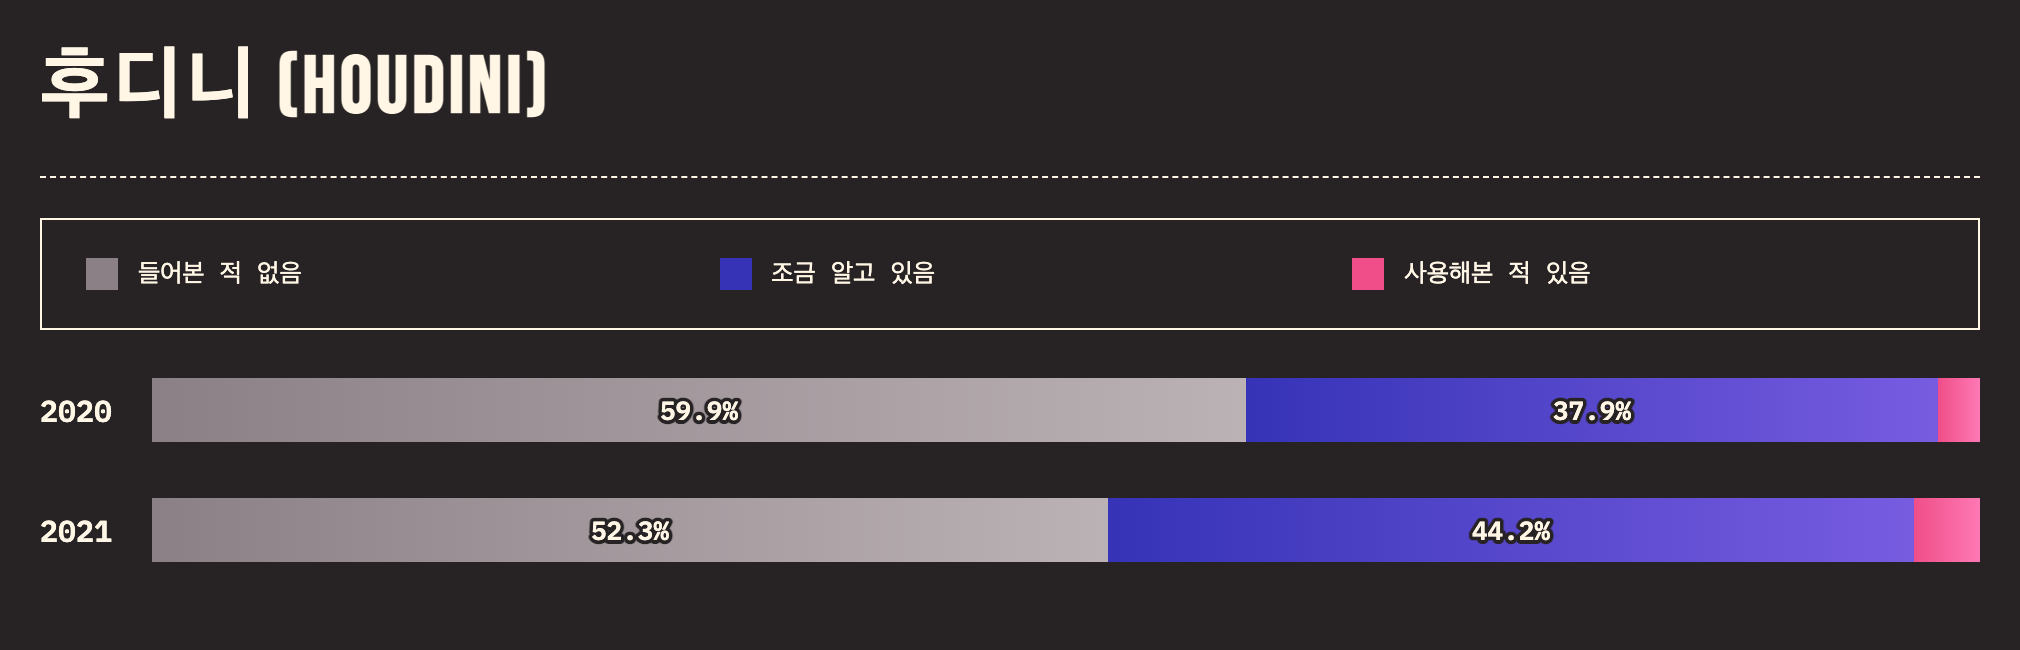 후디니 (HOUDINI)
들어본 적 없음 조금 알고 있음 사용해본 적 있음
2020 59.9% 37.9%
2021 52.3% 44.2%